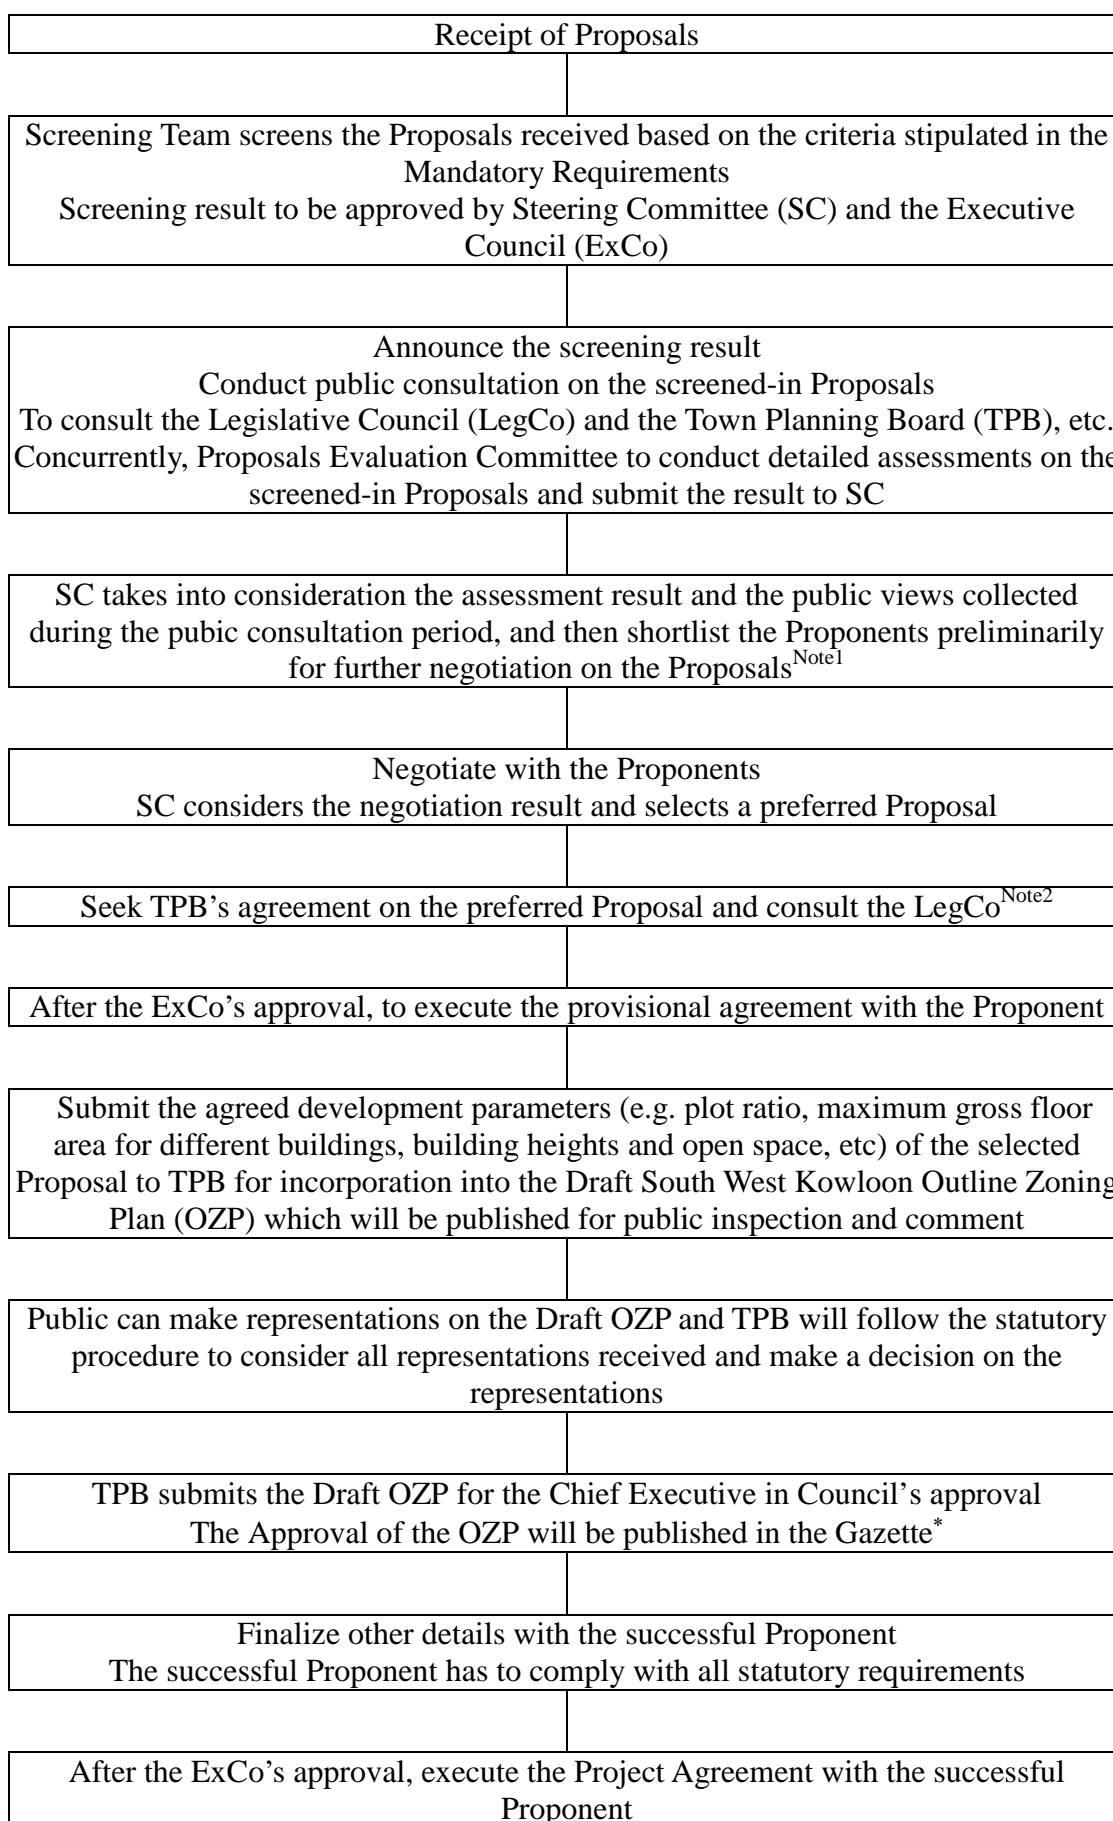 Receipt of Proposals
Screening Team screens the Proposals received based on the criteria stipulated in the
Mandatory Requirements
Screening result to be approved by Steering Committee (SC) and the Executive
Council (ExCo)
Announce the screening result
Conduct public consultation on the screened-in Proposals
To consult the Legislative Council (LegCo) and the Town Planning Board (TPB), etc.
Concurrently, Proposals Evaluation Committee to conduct detailed assessments on the
screened-in Proposals and submit the result to SC
SC takes into consideration the assessment result and the public views collected
during the pubic consultation period, and then shortlist the Proponents preliminarily
for further negotiation on the Proposals Note1
Negotiate with the Proponents
SC considers the negotiation result and selects a preferred Proposal
Seek TPB’s agreement on the preferred Proposal and consult the LegCo Note2
After the ExCo’s approval, to execute the provisional agreement with the Proponent
Submit the agreed development parameters (e.g. plot ratio, maximum gross floor
area for different buildings, building heights and open space, etc) of the selected
Proposal to TPB for incorporation into the Draft South West Kowloon Outline Zoning
Plan (OZP) which will be published for public inspection and comment
Public can make representations on the Draft OZP and TPB will follow the statutory
procedure to consider all representations received and make a decision on the
representations
TPB submits the Draft OZP for the Chief Executive in Council’s approval
The Approval of the OZP will be published in the Gazette*
Finalize other details with the successful Proponent
The successful Proponent has to comply with all statutory requirements
After the ExCo’s approval, execute the Project Agreement with the successful
Proponent